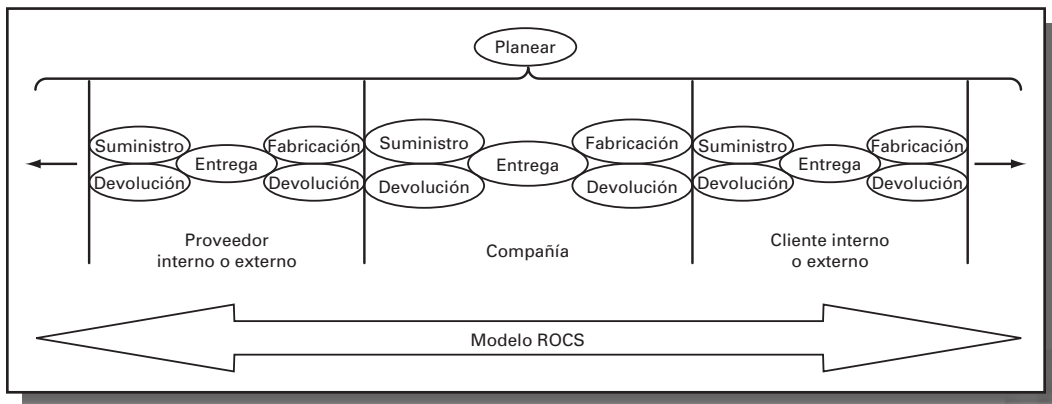 Planear
Suministro
Devolución
Entrega
Fabricación
Devolución
Suministro
Devolución
Entrega
Fabricación
Devolución
Suministro
Devolución
Entrega
Fabricación
Devolución
Proveedor
interno o externo
Compañía
Cliente interno
o externo
Modelo ROCS